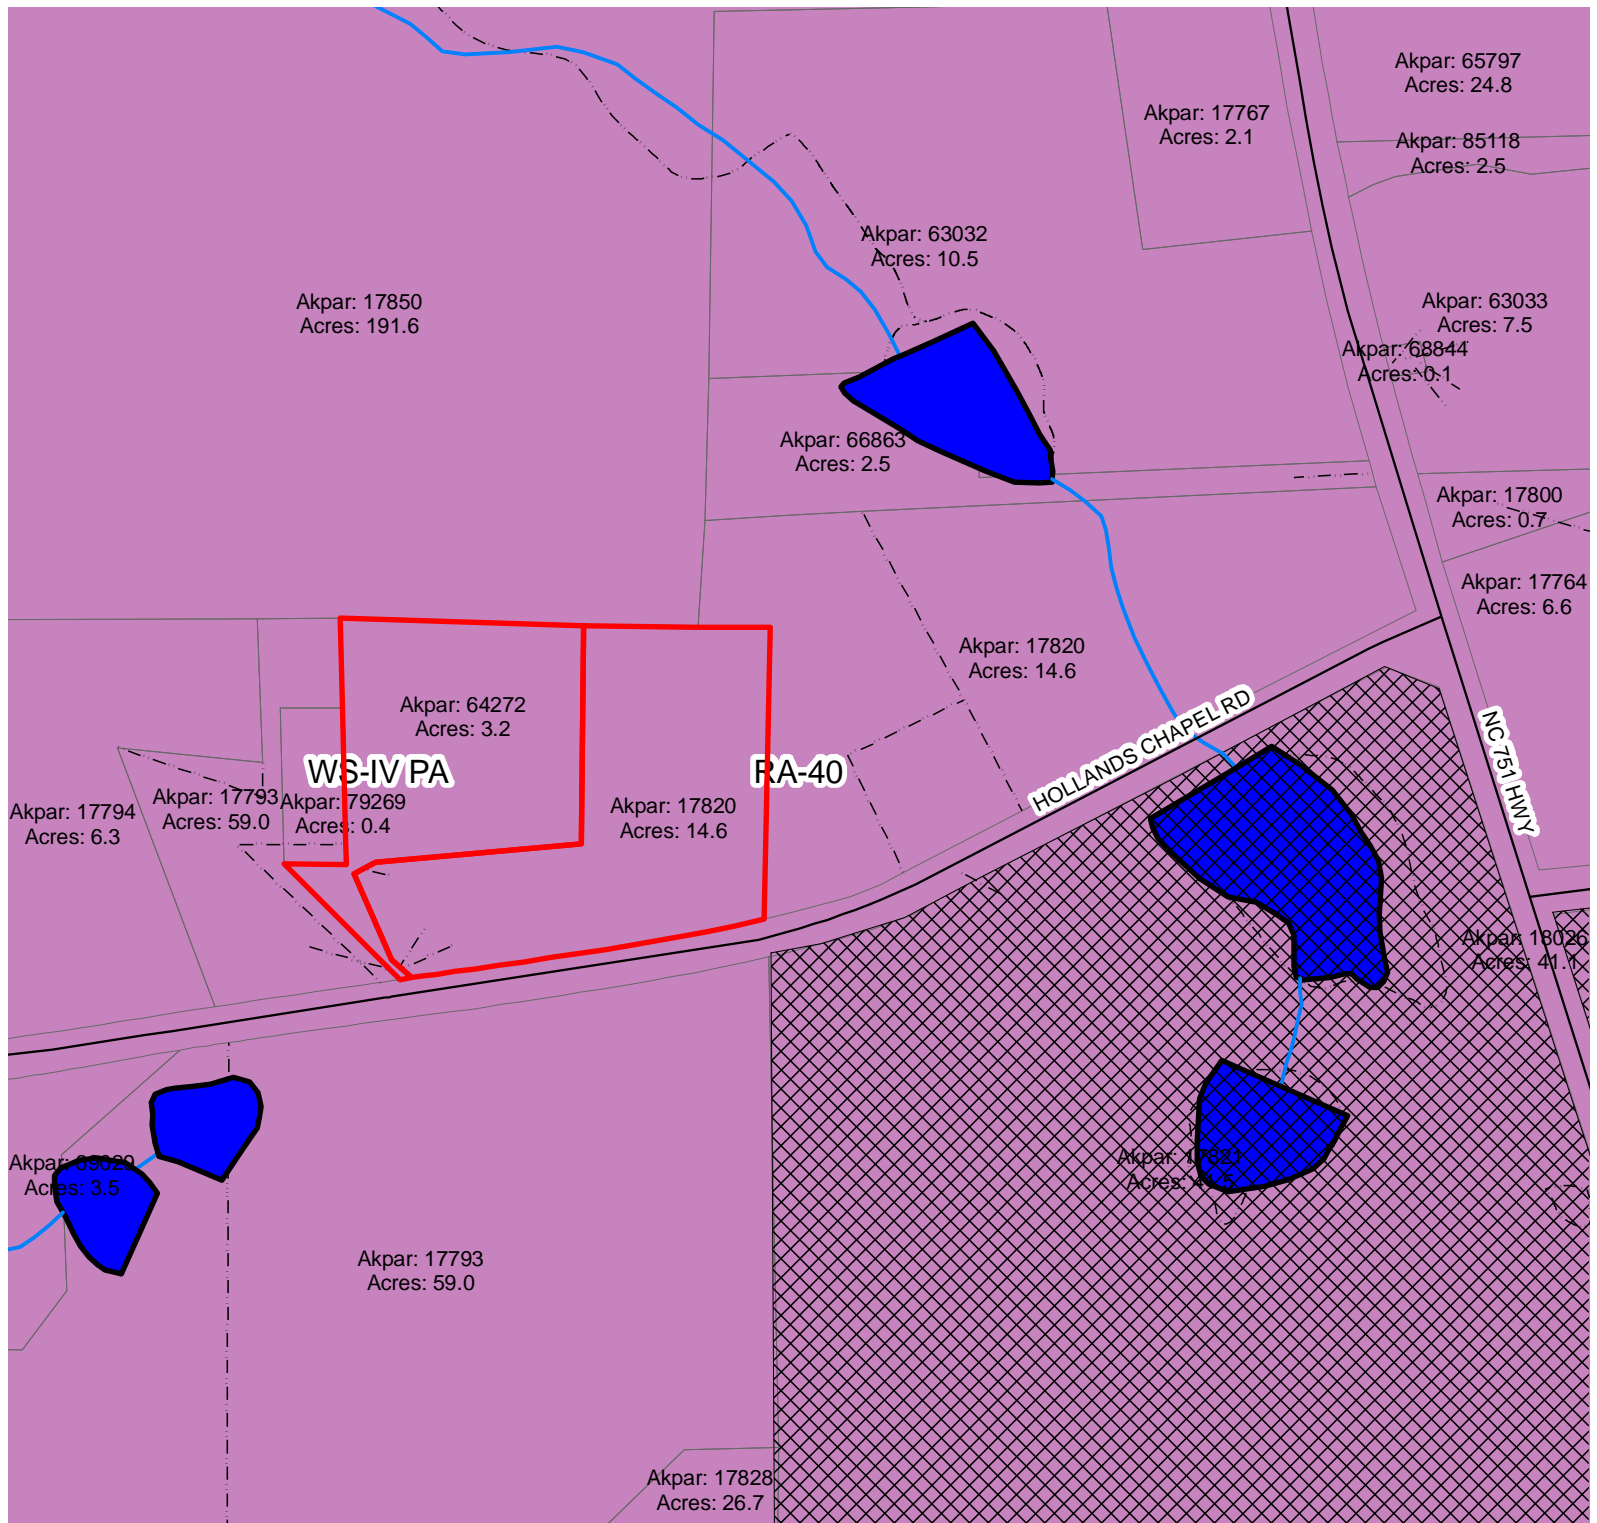 Akpar: 65797
Acres: 24.8
Akpar: 17767
Acres: 2.1
Akpar: 85118
Acres: 2.5
Akpar: 63032
Acres: 10.5
Akpar: 17850
Acres: 191.6
Akpar: 63033
Acres: 7.5
Akpar: 68844
Acres: 0.1
Akpar: 66863
Acres: 2.5
Akpar: 17800
Acres: 0.7
Akpar: 17764
Acres: 6.6
Akpar: 17820
Acres: 14.6
Akpar: 64272
Acres: 3.2
HOLLANDS CHAPEL RD
NC 751 HWY
WS-IV PA
RA-40
Akpar: 17794
Acres: 6.3
Akpar: 17793
Acres: 59.0
Akpar: 79269
Acres: 0.4
Akpar: 17820
Acres: 14.6
Akpar: 18026
Acres: 41.1
Akpar: 17821
Acres:
Akpar:
Acres: 3.5
Akpar: 17793
Acres: 59.0
Akpar: 17828
Acres: 26.7